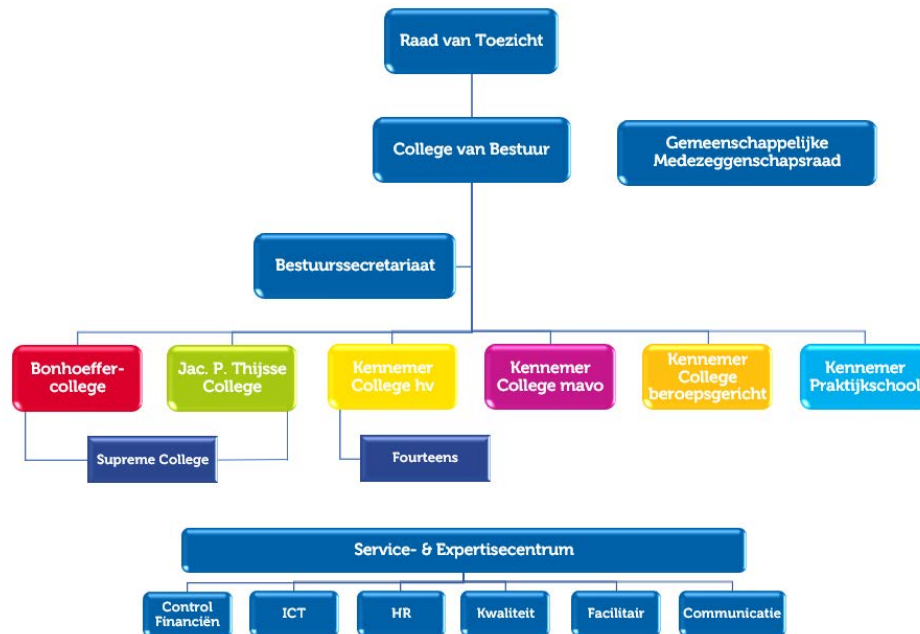 Raad van Toezicht
College van Bestuur
Gemeenschappelijke
Medezeggenschapsraad
Bestuurssecretariaat
Bonhoeffer-
college
Jac. P. Thijsse
College
Kennemer
College hv
Kennemer
College mavo
Kennemer
College
beroepsgericht
Kennemer
Praktijkschool
Supreme College
Fourteens
Service- & Expertisecentrum
Control
Financiën
ICT
HR
Kwaliteit
Facilitair
Communicatie